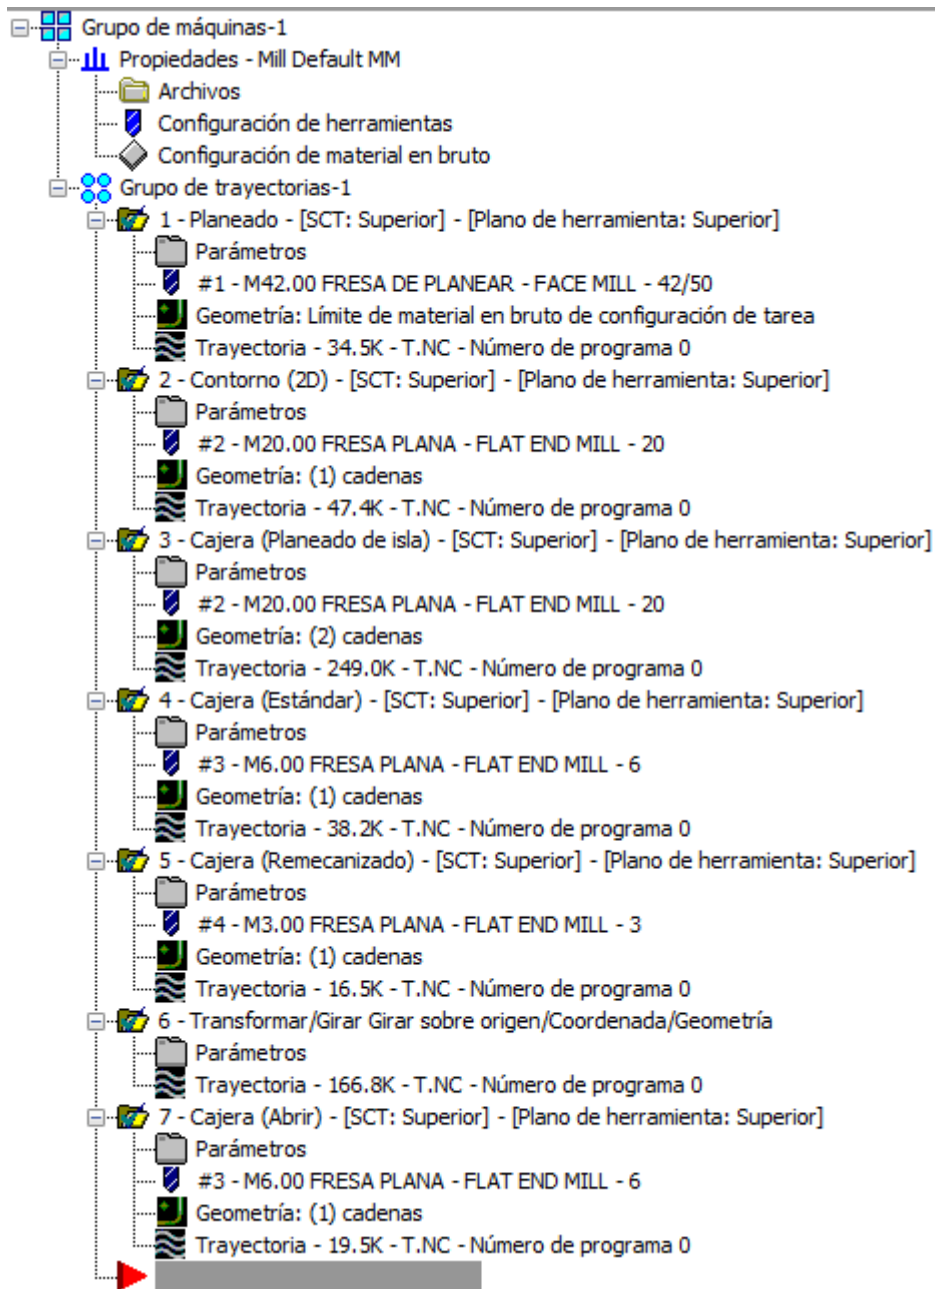 Grupo de máquinas-1
Propiedades - Mill Default MM
Archivos
Configuración de herramientas
Configuración de material en bruto
Grupo de trayectorias-1
1 - Planeado - [SCT: Superior] - [Plano de herramienta: Superior]
Parámetros
#1 - M42.00 FRESA DE PLANEAR - FACE MILL - 42/50
Geometría: Límite de material en bruto de configuración de tarea
Trayectoria - 34.5K - T.NC - Número de programa 0
2 - Contorno (2D) - [SCT: Superior] - [Plano de herramienta: Superior]
Parámetros
#2 - M20.00 FRESA PLANA - FLAT END MILL - 20
Geometría: (1) cadenas
Trayectoria - 47.4K - T.NC - Número de programa 0
3 - Cajera (Planeado de isla) - [SCT: Superior] - [Plano de herramienta: Superior]
Parámetros
#2 - M20.00 FRESA PLANA - FLAT END MILL - 20
Geometría: (2) cadenas
Trayectoria - 249.0K - T.NC - Número de programa 0
4 - Cajera (Estándar) - [SCT: Superior] - [Plano de herramienta: Superior]
Parámetros
#3 - M6.00 FRESA PLANA - FLAT END MILL - 6
Geometría: (1) cadenas
Trayectoria - 38.2K - T.NC - Número de programa 0
5 - Cajera (Remecanizado) - [SCT: Superior] - [Plano de herramienta: Superior]
Parámetros
#4 - M3.00 FRESA PLANA - FLAT END MILL - 3
Geometría: (1) cadenas
Trayectoria - 16.5K - T.NC - Número de programa 0
6 - Transformar/Girar Girar sobre origen/Coordenada/Geometría
Parámetros
Trayectoria - 166.8K - T.NC - Número de programa 0
7 - Cajera (Abrir) - [SCT: Superior] - [Plano de herramienta: Superior]
Parámetros
#3 - M6.00 FRESA PLANA - FLAT END MILL - 6
Geometría: (1) cadenas
Trayectoria - 19.5K - T.NC - Número de programa 0